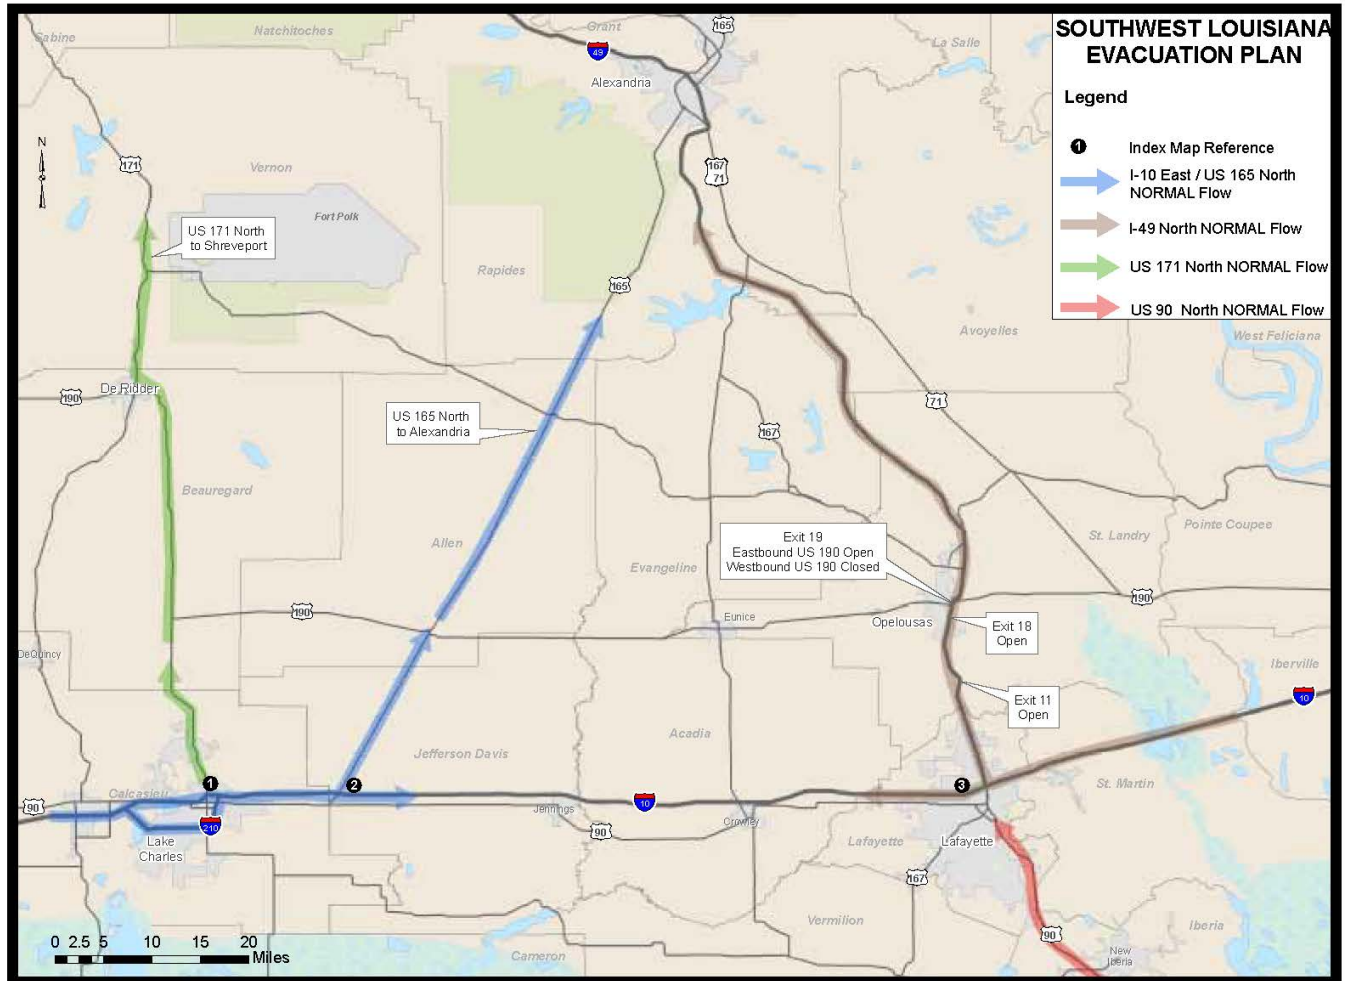 SOUTHWEST LOUISIANA
EVACUATION PLAN
Legend
1 Index Map Reference
I-10 East / US 165 North
NORMAL Flow
I-49 North NORMAL Flow
US 171 North NORMAL Flow
US 90 North NORMAL Flow
Sabine
Natchitoches
Grant
165
La Salle
49
Alexandria
N
171
Vernon
167
71
Fort Polk
US 171 North
to Shreveport
Rapides
165
Avoyelles
West Feliciana
De Ridder
190
71
US 165 North
to Alexandria
167
Beauregard
Allen
Exit 19
Eastbound US 190 Open
Westbound US 190 Closed
St. Landry
Pointe Coupee
Evangeline
190
190
Eunice
Opelousas
Exit 18
Open
DeQuincy
Iberville
10
Exit 11
Open
Acadia
Jefferson Davis
St. Martin
1
2
3
Calcasieu
90
10
Jennings
90
Crowley
210
Lake
Charles
Lafayette
Lafayette
167
Vermilion
Iberia
90
New
Iberia
Cameron
0 2.5 5 10 15 20
Miles